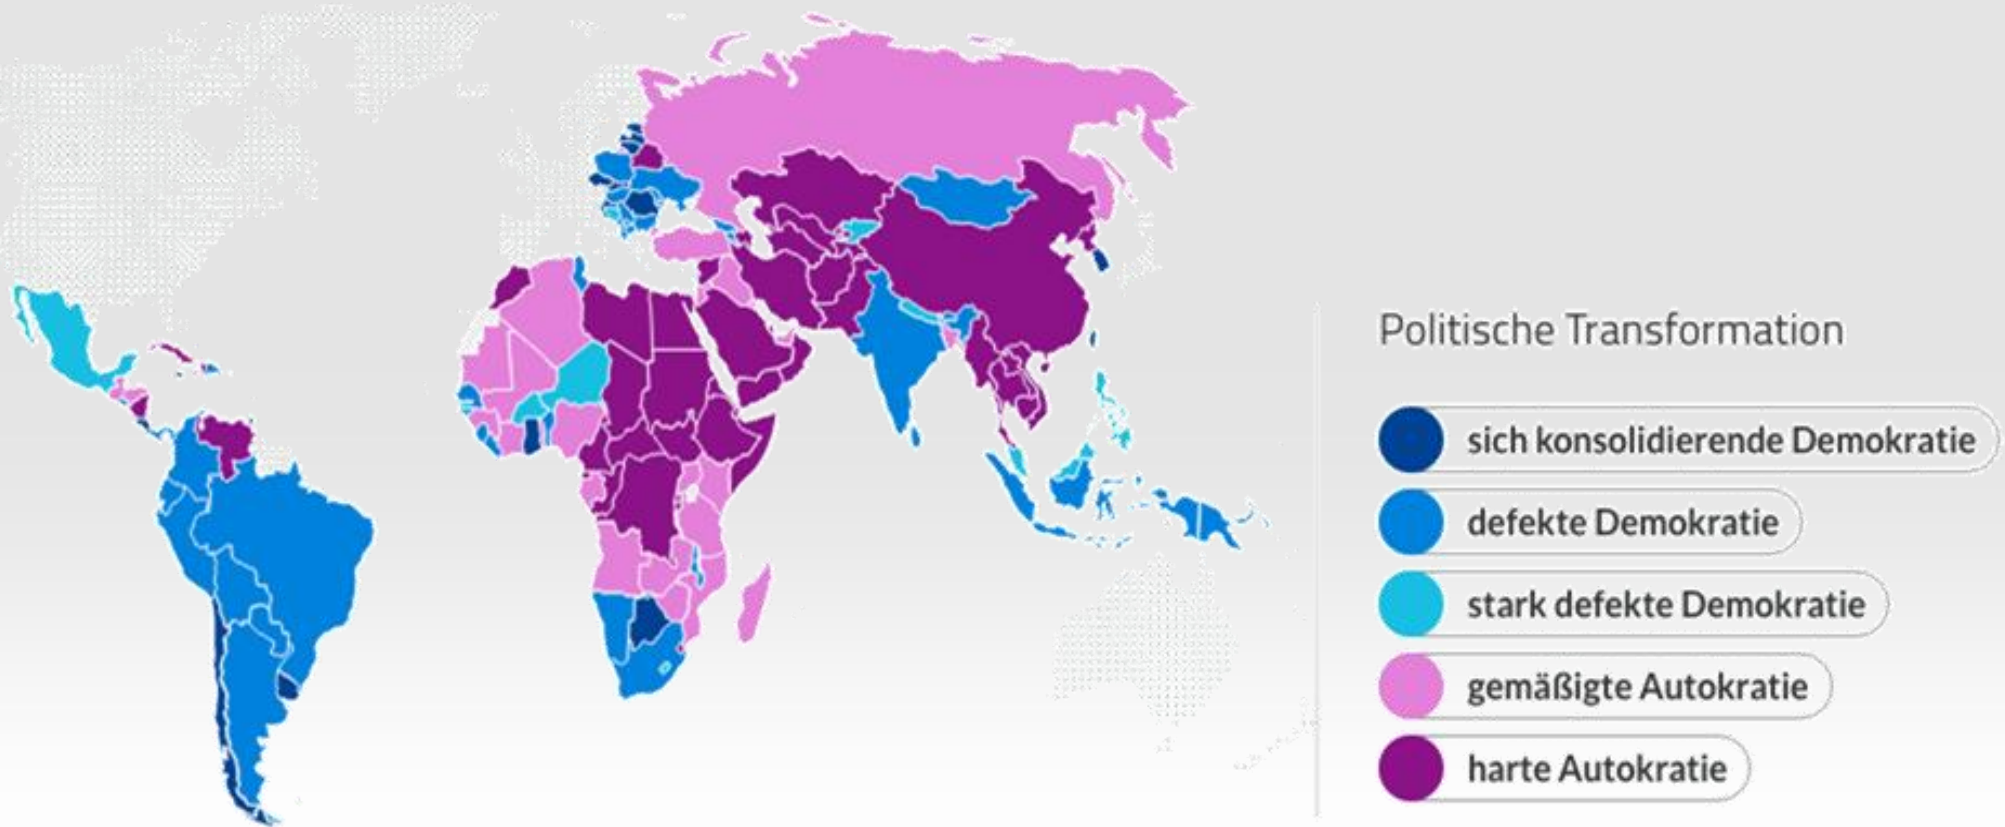 Politische Transformation
sich konsolidierende Demokratie
defekte Demokratie
stark defekte Demokratie
gemäßigte Autokratie
harte Autokratie